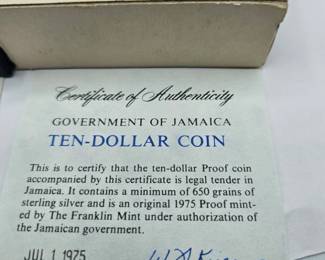 Certificate of Authenticity
GOVERNMENT OF JAMAICA
TEN-DOLLAR COIN
This is to certify that the ten-dollar Proof coin
accompanied by this certificate is legal tender in
Jamaica. It contains a minimum of 650 grains of
sterling silver and is an original 1975 Proof mint-
ed by The Franklin Mint under authorization of
the Jamaican government.
JUL 1 1975